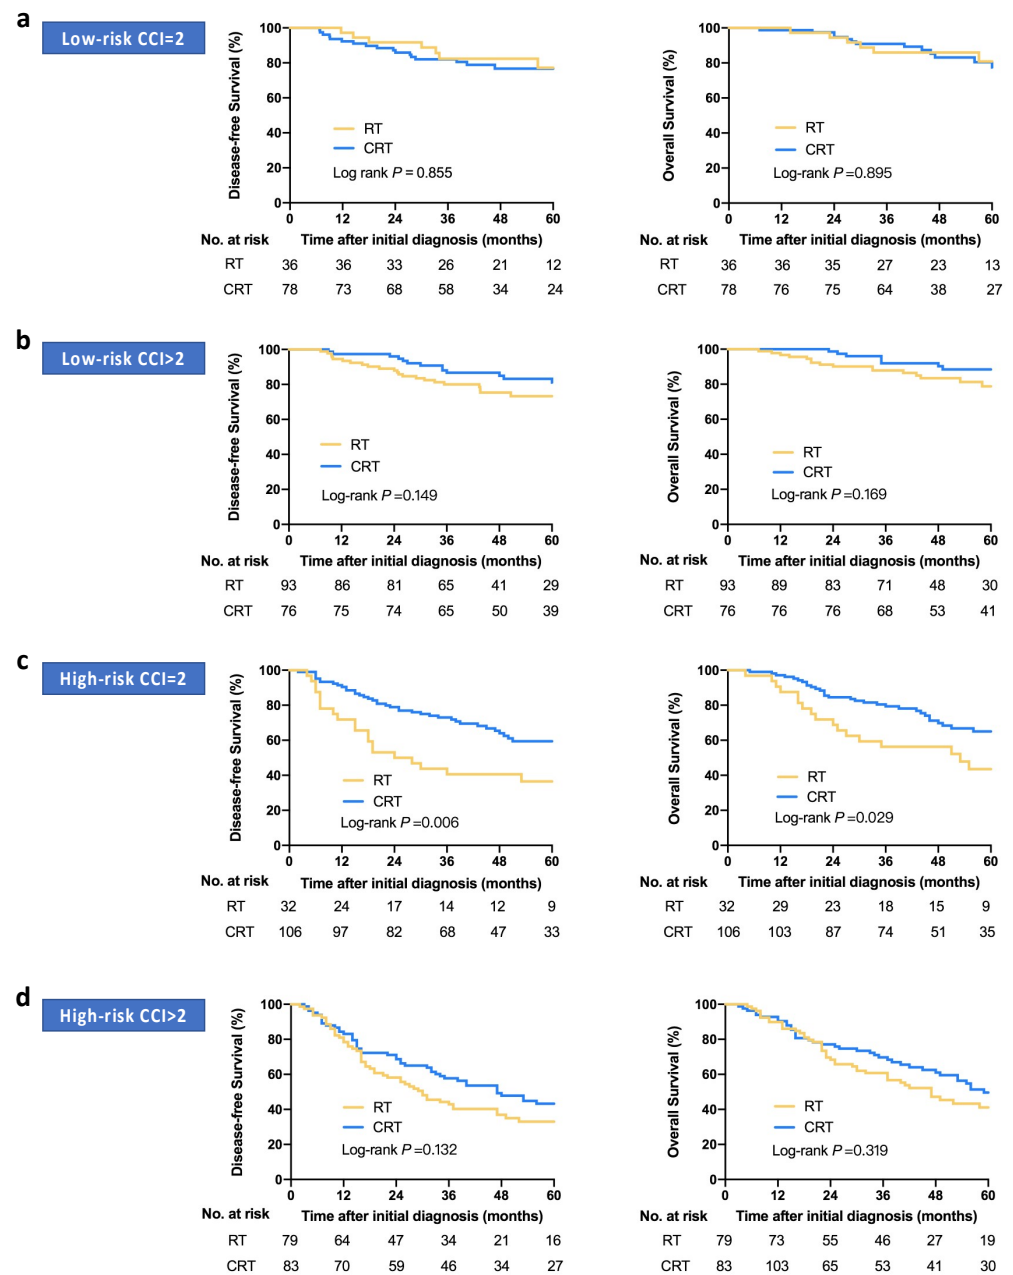 a
Low-risk CCI=2
Disease-free Survival (%)
100
80
60
40
20
0
RT
CRT
Log rank P = 0.855
0 12 24 36 48 60
No. at risk Time after initial diagnosis (months)
RT 36 36 33 26 21 12
CRT 78 73 68 58 34 24
Overall Survival (%)
100
80
60
40
20
0
RT
CRT
Log-rank P =0.895
0 12 24 36 48 60
No. at risk Time after initial diagnosis (months)
RT 36 36 35 27 23 13
CRT 78 76 75 64 38 27
b
Low-risk CCI>2
Disease-free Survival (%)
100
80
60
40
20
0
RT
CRT
Log-rank P =0.149
0 12 24 36 48 60
No. at risk Time after initial diagnosis (months)
RT 93 86 81 65 41 29
CRT 76 75 74 65 50 39
Overall Survival (%)
100
80
60
40
20
0
RT
CRT
Log-rank P =0.169
0 12 24 36 48 60
No. at risk Time after initial diagnosis (months)
RT 93 89 83 71 48 30
CRT 76 76 76 68 53 41
c
High-risk CCI=2
Disease-free Survival (%)
100
80
60
40
20
0
RT
CRT
Log-rank P =0.006
0 12 24 36 48 60
No. at risk Time after initial diagnosis (months)
RT 32 24 17 14 12 9
CRT 106 97 82 68 47 33
Overall Survival (%)
100
80
60
40
20
0
RT
CRT
Log-rank P =0.029
0 12 24 36 48 60
No. at risk Time after initial diagnosis (months)
RT 32 29 23 18 15 9
CRT 106 103 87 74 51 35
d
High-risk CCI>2
Disease-free Survival (%)
100
80
60
40
20
0
RT
CRT
Log-rank P =0.132
0 12 24 36 48 60
No. at risk Time after initial diagnosis (months)
RT 79 64 47 34 21 16
CRT 83 70 59 46 34 27
Overall Survival (%)
100
80
60
40
20
0
RT
CRT
Log-rank P =0.319
0 12 24 36 48 60
No. at risk Time after initial diagnosis (months)
RT 79 73 55 46 27 19
CRT 83 103 65 53 41 30